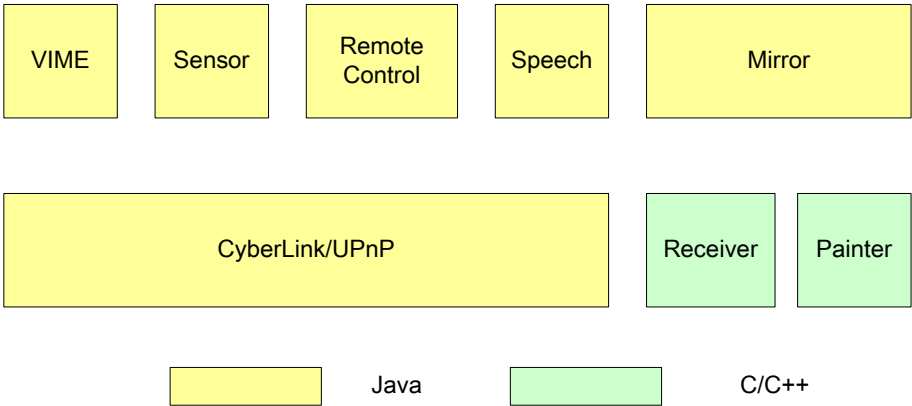 VIME
Sensor
Remote
Control
Speech
Mirror
CyberLink/UPnP
Receiver
Painter
Java
C/C++